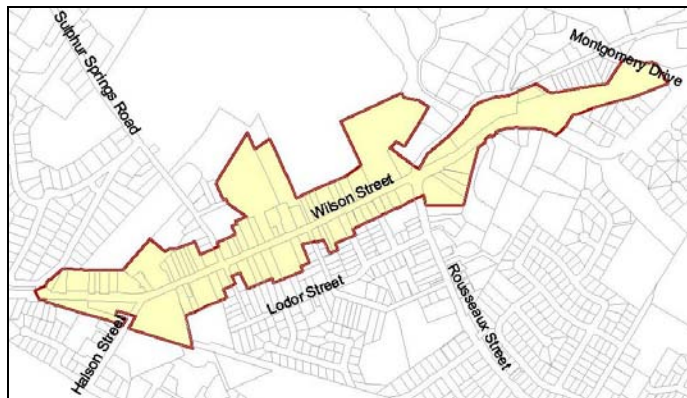 Sulphur Springs Road
Montgomery Drive
Wilson Street
Lodor Street
Rousseaux Street
Halson Street